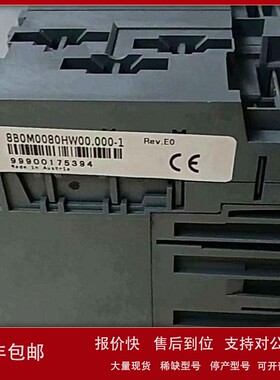 8B0M0080HW00.000-1
Rev.E0
99900175394
Made in Austria
CE
年包邮
报价快 售后到位 支持对公
大量现货 稀缺型号 停产型号 可开